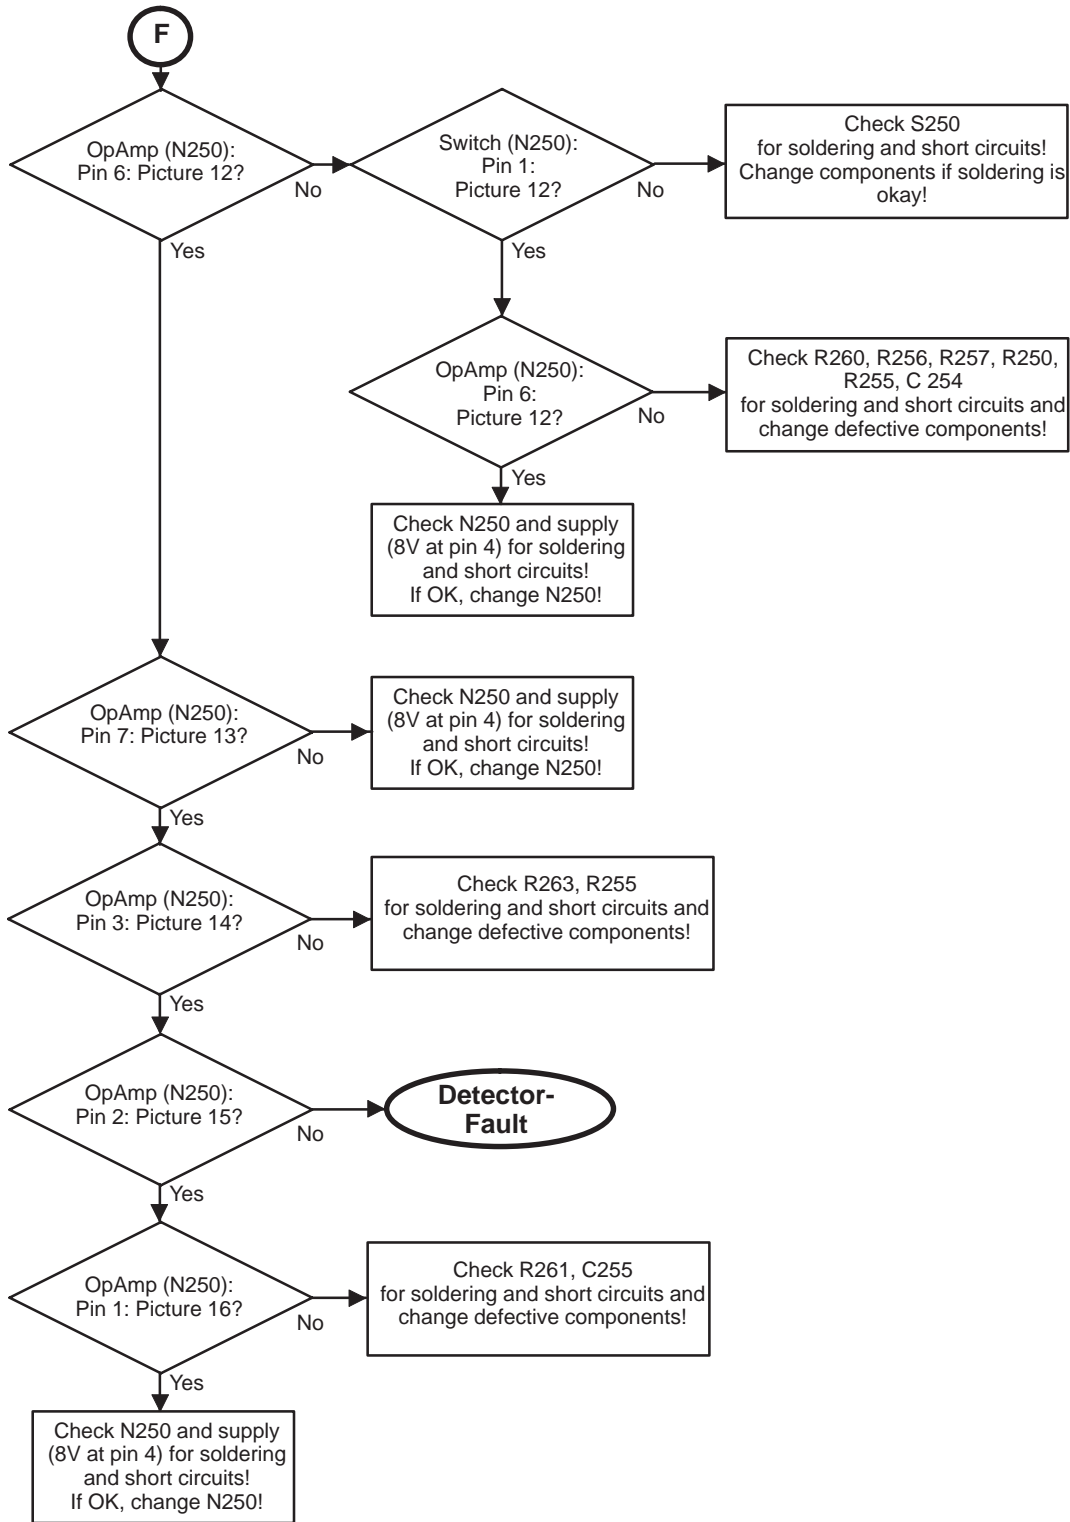 F
OpAmp (N250):
Pin 6: Picture 12?
No
Yes
Switch (N250):
Pin 1:
Picture 12?
No
Yes
Check S250
for soldering and short circuits!
Change components if soldering is
okay!
OpAmp (N250):
Pin 6:
Picture 12?
No
Yes
Check R260, R256, R257, R250,
R255, C 254
for soldering and short circuits and
change defective components!
Check N250 and supply
(8V at pin 4) for soldering
and short circuits!
If OK, change N250!
OpAmp (N250):
Pin 7: Picture 13?
No
Yes
Check N250 and supply
(8V at pin 4) for soldering
and short circuits!
If OK, change N250!
OpAmp (N250):
Pin 3: Picture 14?
No
Yes
Check R263, R255
for soldering and short circuits and
change defective components!
OpAmp (N250):
Pin 2: Picture 15?
No
Yes
Detector-
Fault
OpAmp (N250):
Pin 1: Picture 16?
No
Yes
Check R261, C255
for soldering and short circuits and
change defective components!
Check N250 and supply
(8V at pin 4) for soldering
and short circuits!
If OK, change N250!